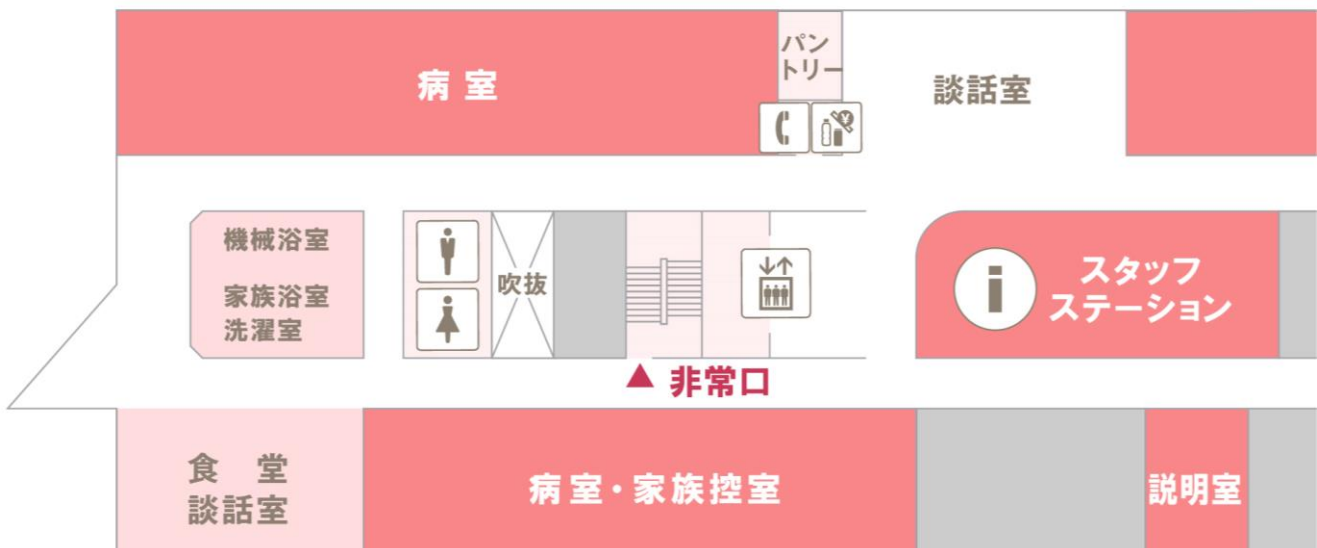 病室
パン
トリー
談話室
¥
機械浴室
家族浴室
洗濯室
吹抜
i
スタッフ
ステーション
非常口
食 堂
談話室
病室・家族控室
説明室